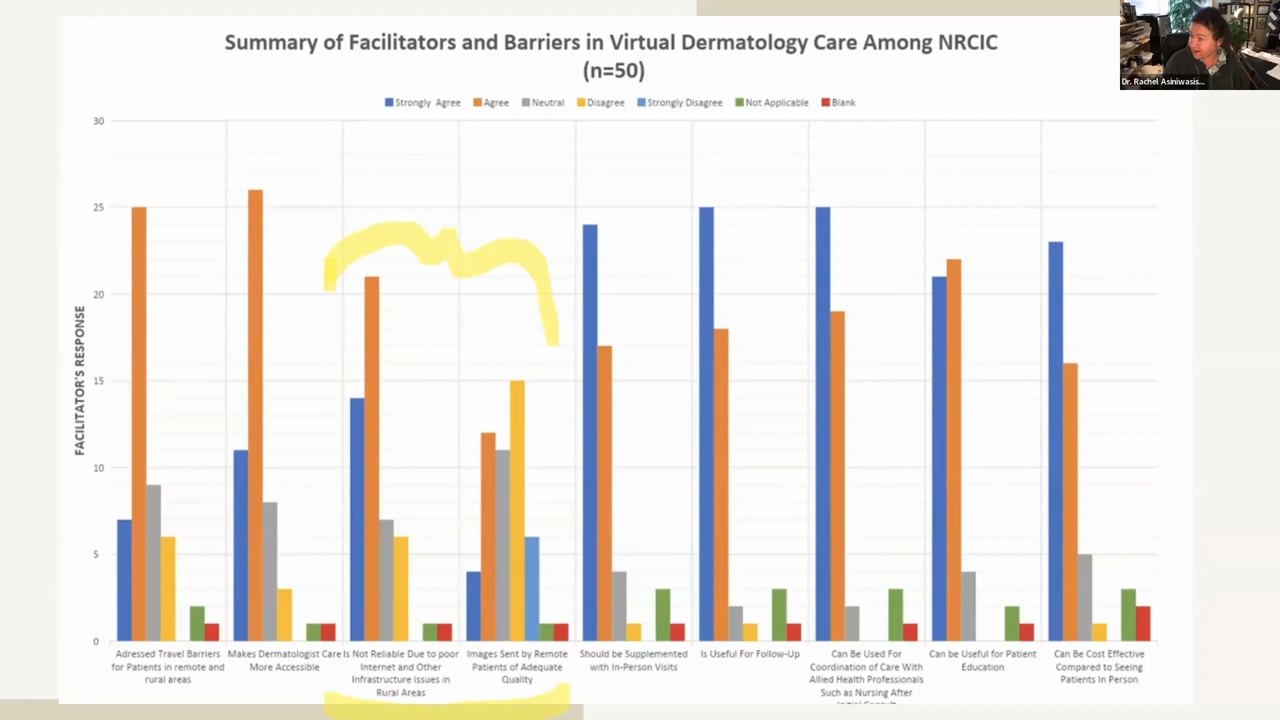 Summary of Facilitators and Barriers in Virtual Dermatology Care Among NRCIC
(n=50)
Dr. Rachel Asiniwasis...
Strongly Agree Agree Neutral Disagree Strongly Disagree Not Applicable Blank
FACILITATOR'S RESPONSE
30
25
20
15
10
5
0
Adressed Travel Barriers
for Patients in remote and
rural areas
Makes Dermatologist Care
More Accessible
Is Not Reliable Due to poor
Internet and Other
Infrastructure Issues in
Rural Areas
Images Sent by Remote
Patients of Adequate
Quality
Should be Supplemented
with In-Person Visits
Is Useful For Follow-Up
Can Be Used For
Coordination of Care With
Allied Health Professionals
Such as Nursing After
Initial Consult
Can be Useful for Patient
Education
Can Be Cost Effective
Compared to Seeing
Patients In Person